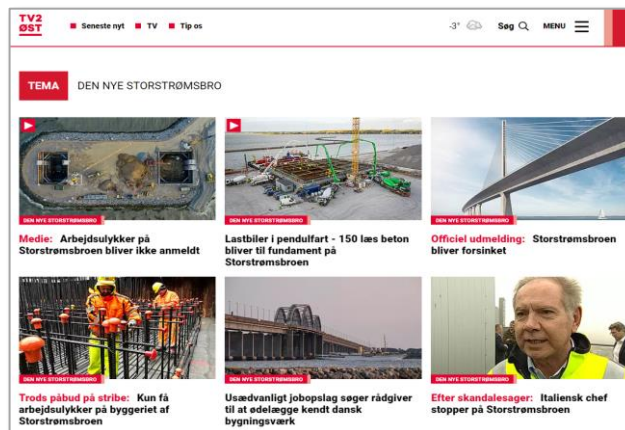 TV2
ØST
Seneste nyt
TV
Tip os
-3°
Søg
MENU
TEMA
DEN NYE STORSTRØMSBRO
DEN NYE STORSTRØMSBRO
Medie: Arbejdsulykker på
Storstrømsbroen bliver ikke anmeldt
DEN NYE STORSTRØMSBRO
Lastbiler i pendulfart - 150 læs beton
bliver til fundament på
Storstrømsbroen
DEN NYE STORSTRØMSBRO
Officiel udmelding: Storstrømsbroen
bliver forsinket
DEN NYE STORSTRØMSBRO
Trods påbud på stribe: Kun få
arbejdsulykker på byggeriet af
Storstrømsbroen
DEN NYE STORSTRØMSBRO
Usædvanligt jobopslag søger rådgiver
til at ødelægge kendt dansk
bygningsværk
DEN NYE STORSTRØMSBRO
Efter skandalesager: Italiensk chef
stopper på Storstrømsbroen